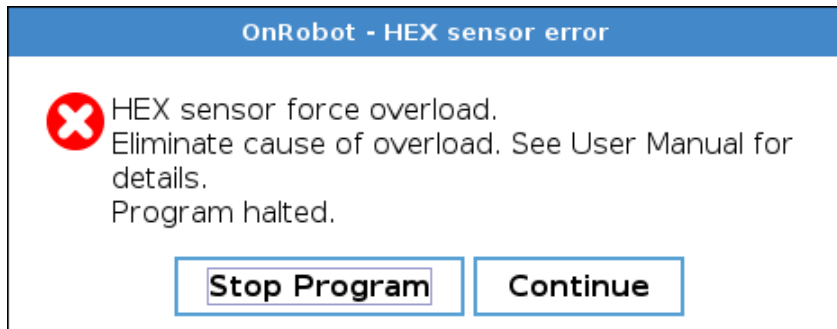 OnRobot - HEX sensor error
HEX sensor force overload.
Eliminate cause of overload. See User Manual for
details.
Program halted.
Stop Program
Continue